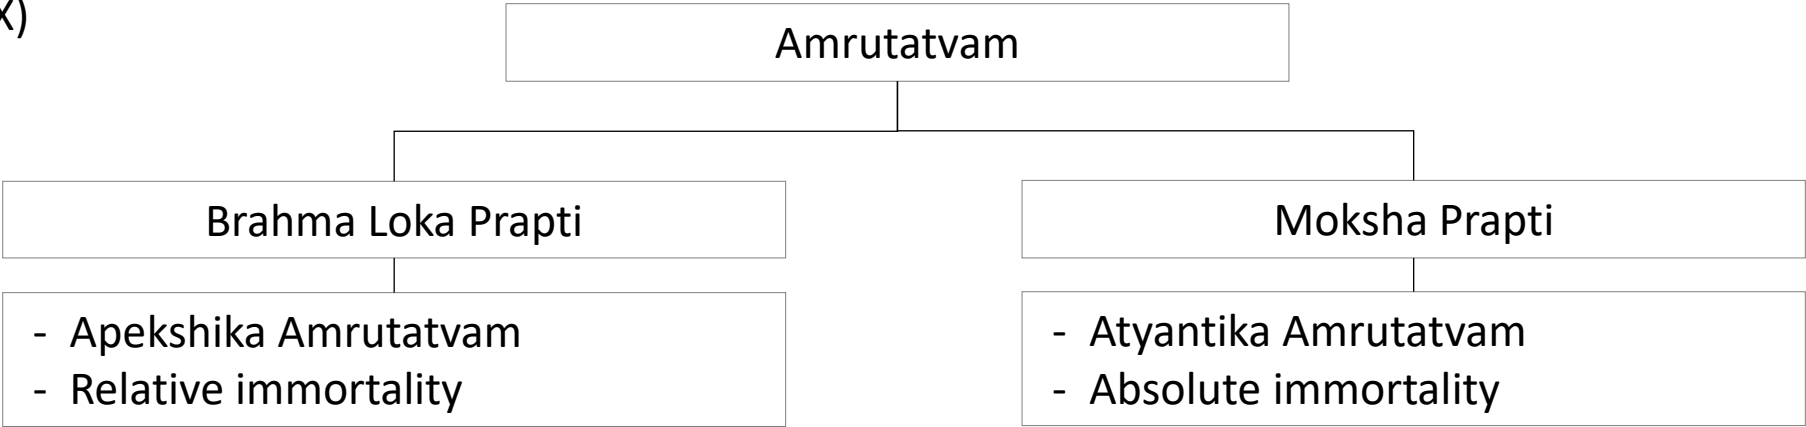 X)
Amrutatvam
Brahma Loka Prapti
Moksha Prapti
- Apekshika Amrutatvam
- Relative immortality
- Atyantika Amrutatvam
- Absolute immortality